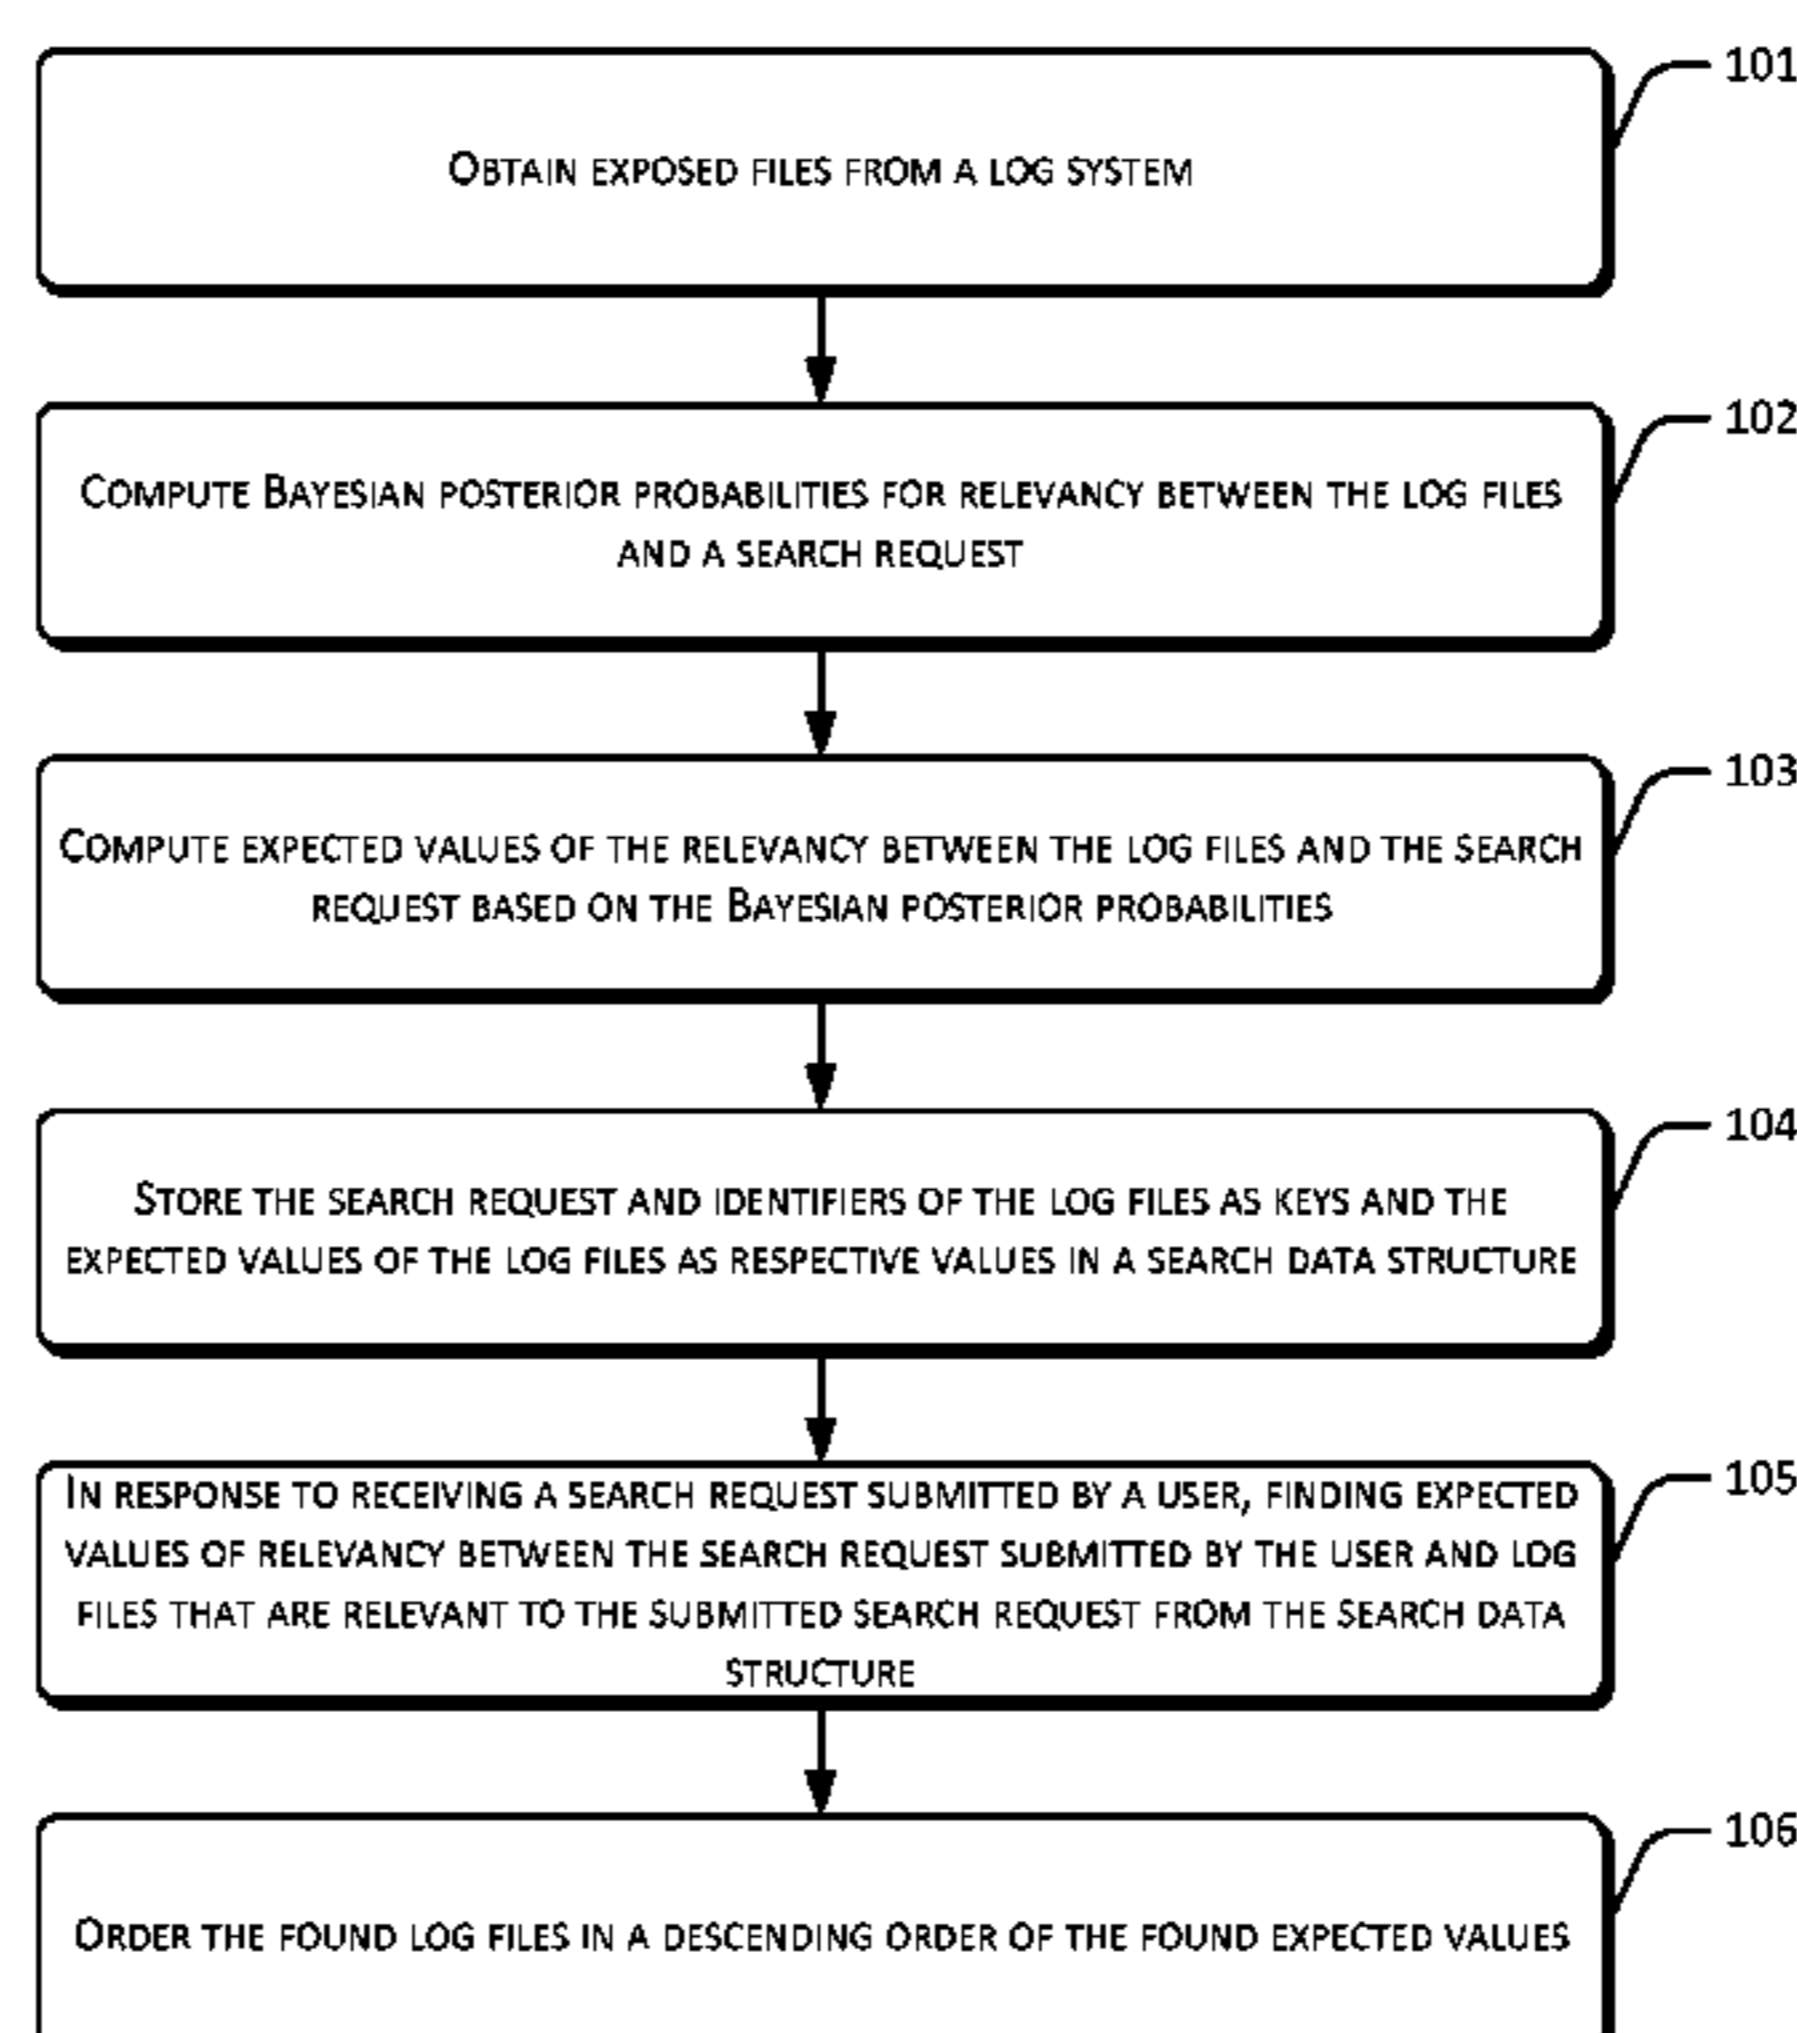 101
Obtain exposed files from a log system
102
Compute Bayesian posterior probabilities for relevancy between the log files
and a search request
103
Compute expected values of the relevancy between the log files and the search
request based on the Bayesian posterior probabilities
104
Store the search request and identifiers of the log files as keys and the
expected values of the log files as respective values in a search data structure
105
In response to receiving a search request submitted by a user, finding expected
values of relevancy between the search request submitted by the user and log
files that are relevant to the submitted search request from the search data
structure
106
Order the found log files in a descending order of the found expected values